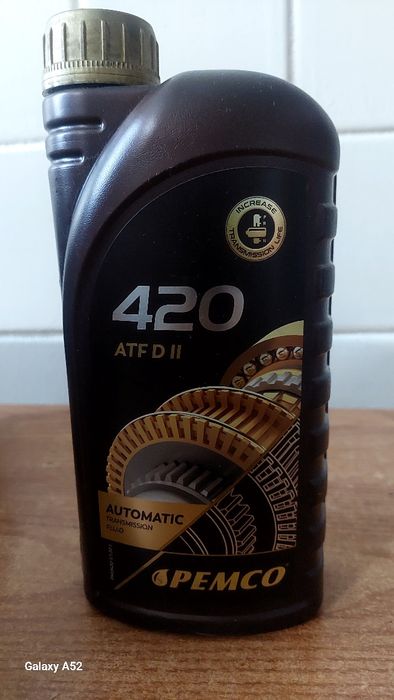 INCREASE
TRANSMISSION LIFE
420
ATF D II
AUTOMATIC
TRANSMISSION
FLUID
PEMCO
Galaxy A52